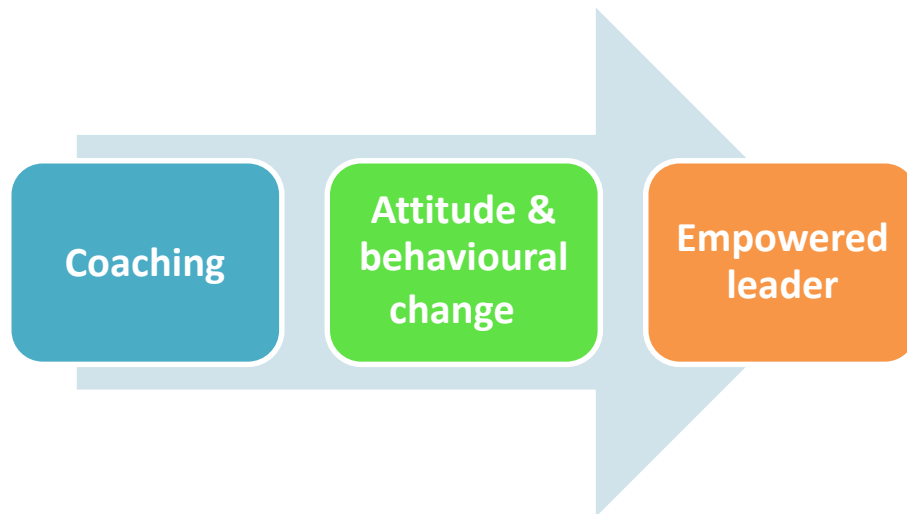 Coaching
Attitude &
behavioural
change
Empowered
leader